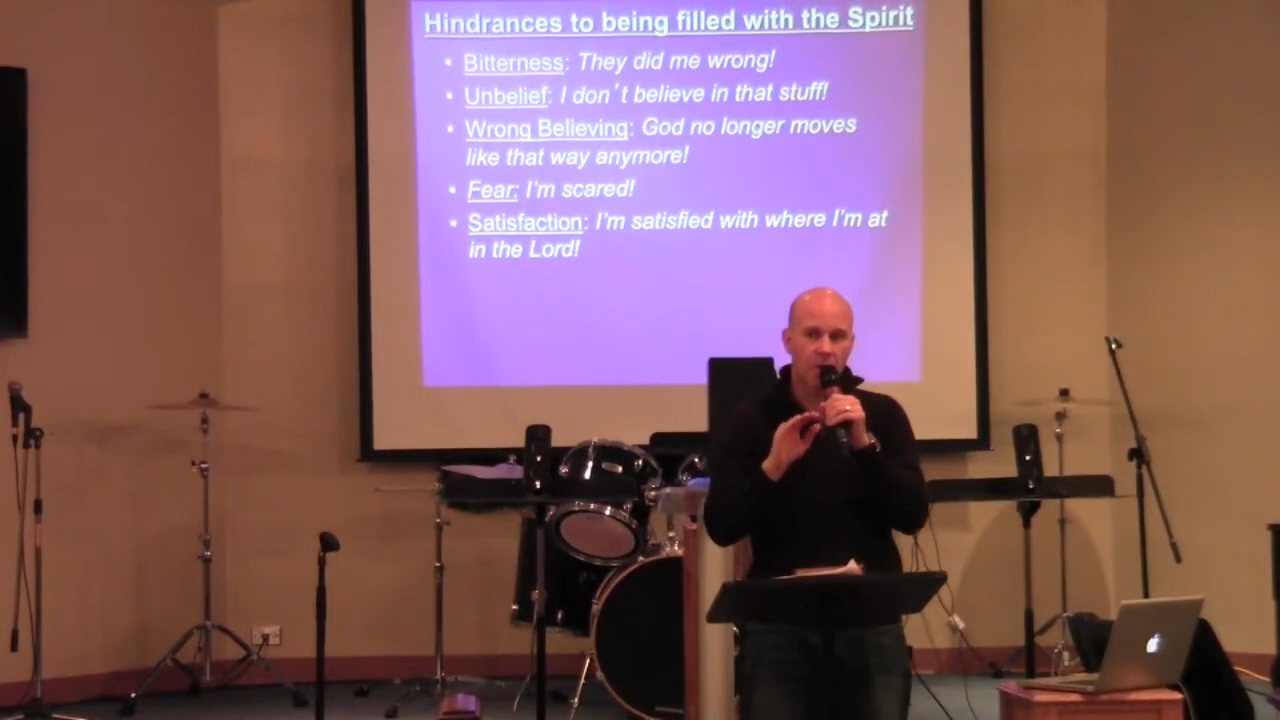 Hindrances to being filled with the Spirit
• Bitterness: They did me wrong!
• Unbelief: I don't believe in that stuff!
• Wrong Believing: God no longer moves
like that way anymore!
• Fear: I'm scared!
• Satisfaction: I'm satisfied with where I'm at
in the Lord!